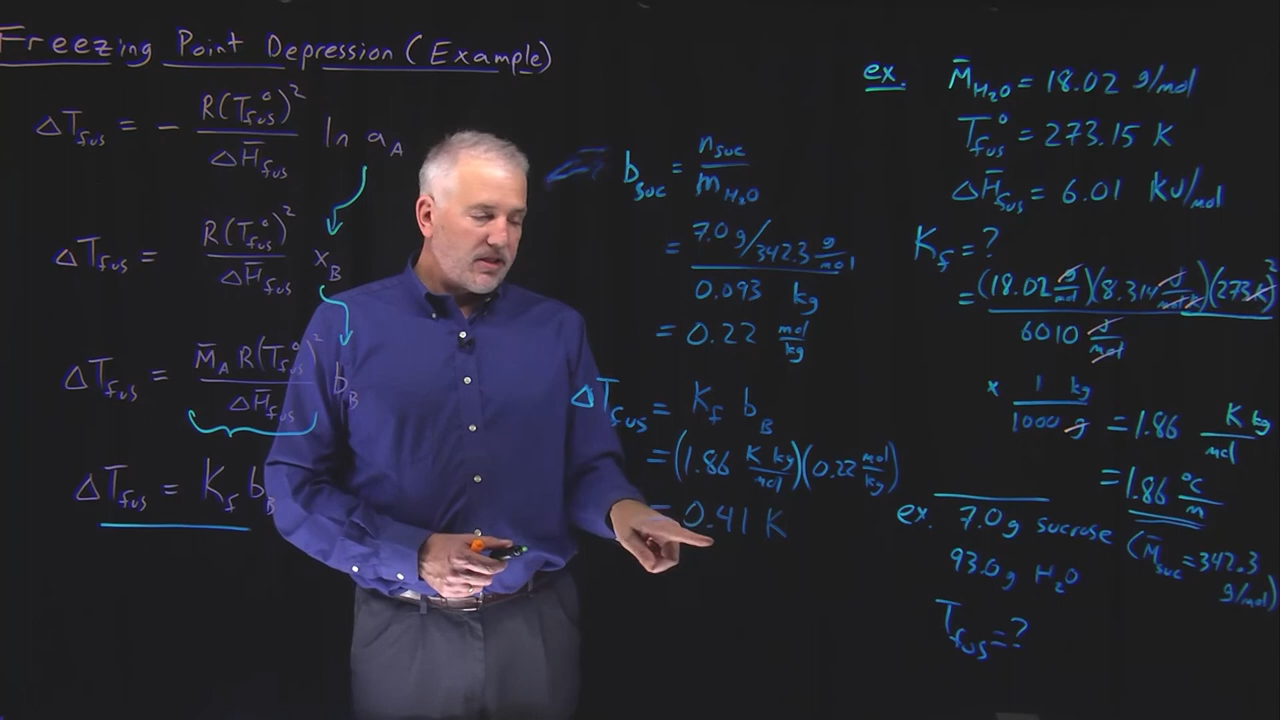 Freezing Point Depression (Example)
ΔT_fus = - R(T°_fus)² / ΔH̄_fus ln a_A
ΔT_fus = R(T°_fus)² / ΔH̄_fus x_B
ΔT_fus = M̄_A R(T°_fus)² / ΔH̄_fus b_B
ΔT_fus = K_f b_B
b_suc = n_suc / m_H₂O
= 7.0 g/342.3 g/mol / 0.093 kg
= 0.22 mol/kg
ΔT_fus = K_f b_B
= (1.86 K kg/mol)(0.22 mol/kg)
= 0.41 K
ex. M̄_H₂O = 18.02 g/mol
T°_fus = 273.15 K
ΔH̄_fus = 6.01 kJ/mol
K_f = ?
= (18.02 g/mol)(8.314 J/mol K)(273 K)² / 6010 J/mol
x 1 kg / 1000 g = 1.86 K kg/mol
= 1.86 °C/m
ex. 7.0 g sucrose (M̄_suc = 342.3 g/mol)
93.0 g H₂O
T_fus = ?